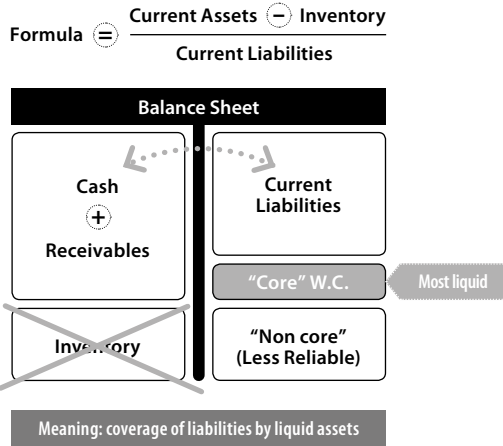 Formula = Current Assets − Inventory
Current Liabilities
Balance Sheet
Cash
+
Receivables
Current
Liabilities
"Core" W.C.
Most liquid
Inventory
"Non core"
(Less Reliable)
Meaning: coverage of liabilities by liquid assets